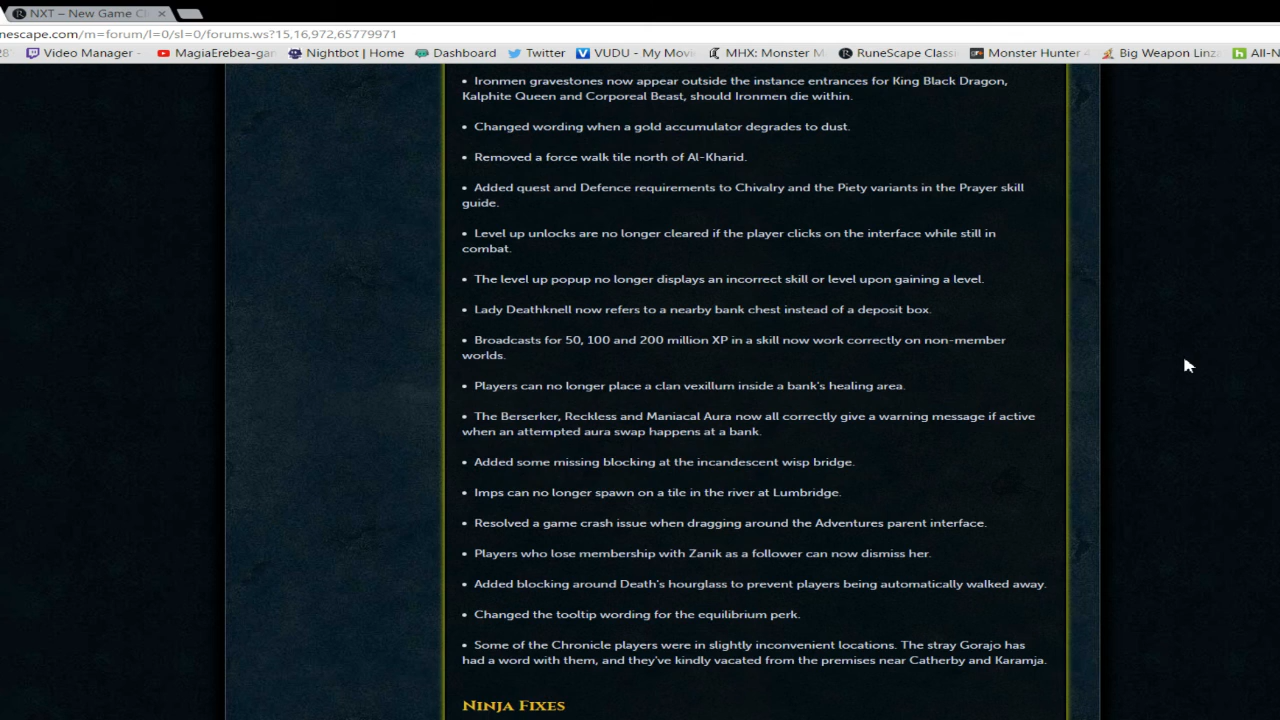 NXT – New Game Cl
nescape.com/m=forum/l=0/sl=0/forums.ws?15,16,972,65779971
Video Manager - MagiaErebea-gam Nightbot | Home Dashboard Twitter VUDU - My Movi MHX: Monster M RuneScape Classi Monster Hunter 4 Big Weapon Linza All-N
• Ironmen gravestones now appear outside the instance entrances for King Black Dragon,
Kalphite Queen and Corporeal Beast, should Ironmen die within.
• Changed wording when a gold accumulator degrades to dust.
• Removed a force walk tile north of Al-Kharid.
• Added quest and Defence requirements to Chivalry and the Piety variants in the Prayer skill
guide.
• Level up unlocks are no longer cleared if the player clicks on the interface while still in
combat.
• The level up popup no longer displays an incorrect skill or level upon gaining a level.
• Lady Deathknell now refers to a nearby bank chest instead of a deposit box.
• Broadcasts for 50, 100 and 200 million XP in a skill now work correctly on non-member
worlds.
• Players can no longer place a clan vexillum inside a bank's healing area.
• The Berserker, Reckless and Maniacal Aura now all correctly give a warning message if active
when an attempted aura swap happens at a bank.
• Added some missing blocking at the incandescent wisp bridge.
• Imps can no longer spawn on a tile in the river at Lumbridge.
• Resolved a game crash issue when dragging around the Adventures parent interface.
• Players who lose membership with Zanik as a follower can now dismiss her.
• Added blocking around Death's hourglass to prevent players being automatically walked away.
• Changed the tooltip wording for the equilibrium perk.
• Some of the Chronicle players were in slightly inconvenient locations. The stray Gorajo has
had a word with them, and they've kindly vacated from the premises near Catherby and Karamja.
Ninja Fixes